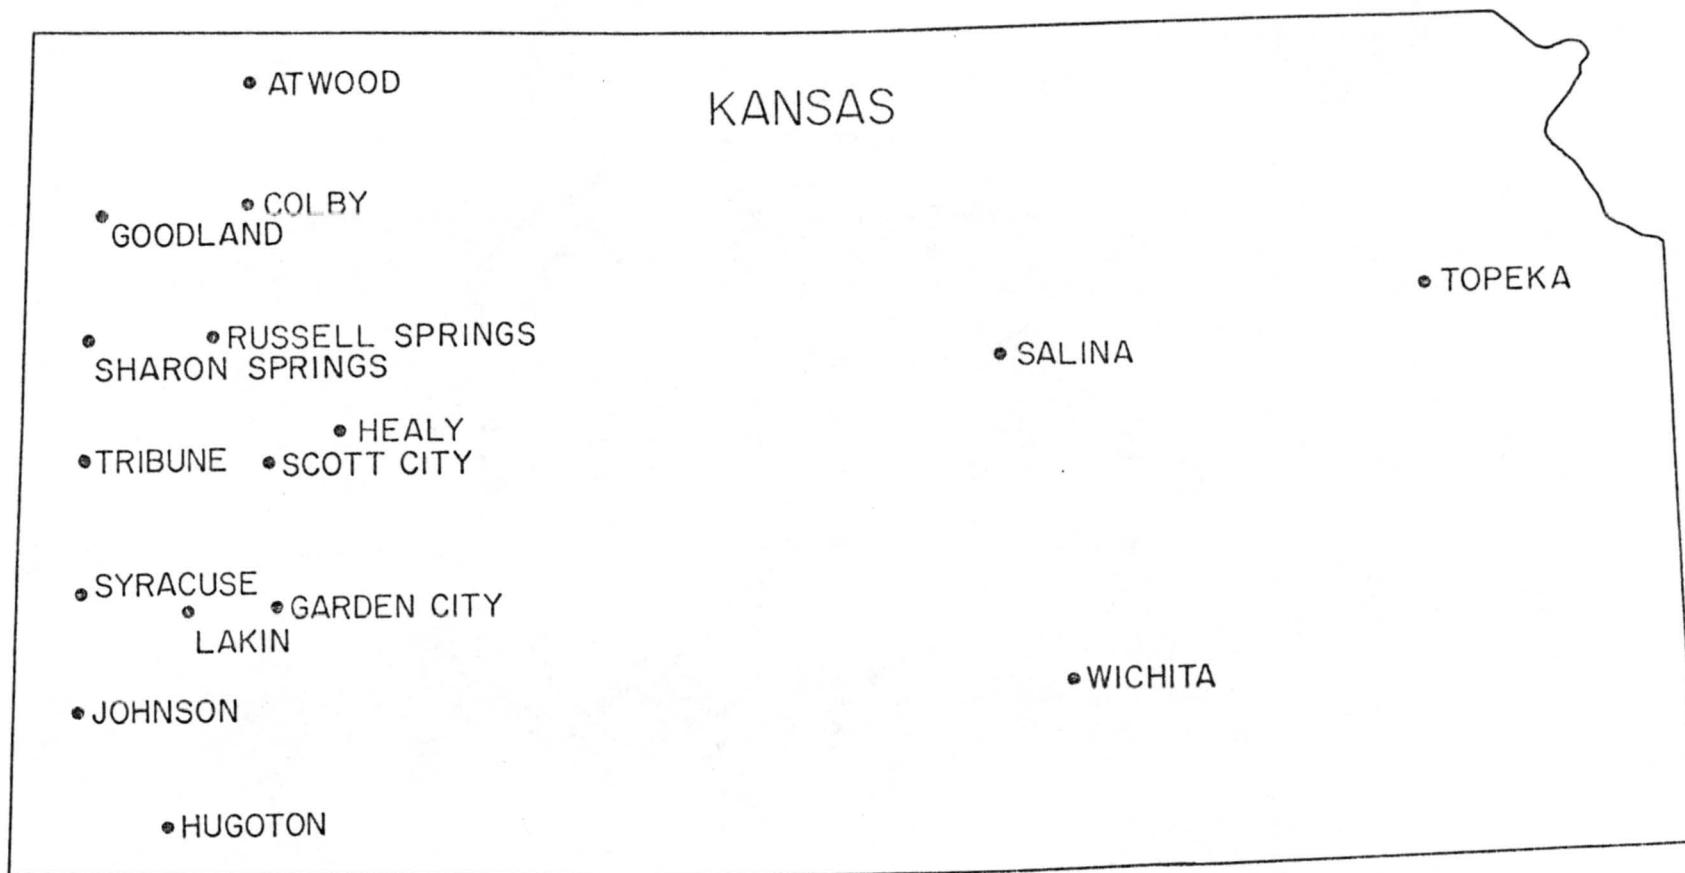 ATWOOD
KANSAS
COLBY
GOODLAND
TOPEKA
RUSSELL SPRINGS
SALINA
SHARON SPRINGS
HEALY
TRIBUNE
SCOTT CITY
SYRACUSE
GARDEN CITY
LAKIN
WICHITA
JOHNSON
HUGOTON